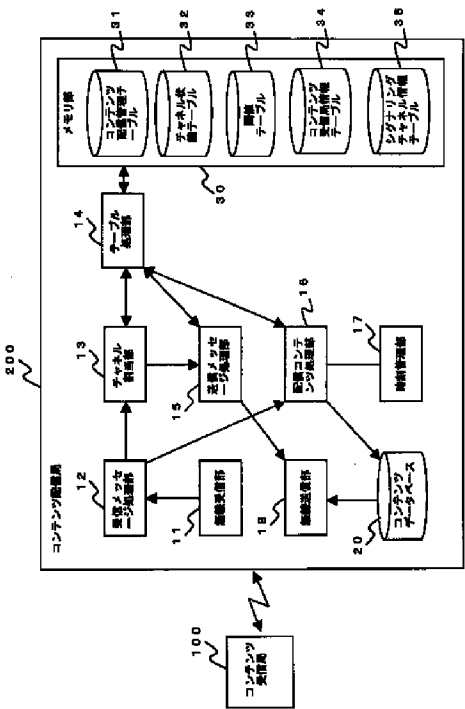 200
コンテンツ配信局
100
コンテンツ
受信局
12
受信メッセ
ージ処理部
11
無線受信部
13
チャネル
割当部
14
テーブル
処理部
15
送信メッセ
ージ処理部
18
無線送信部
16
配信コンテ
ンツ処理部
17
時刻管理部
20
コンテンツ
データベース
30
メモリ部
31
コンテンツ
配信管理テ
ーブル
32
チャネル状
態テーブル
33
テーブル
34
コンテンツ
受信局情報
テーブル
35
シグナリング
チャネル情報
テーブル